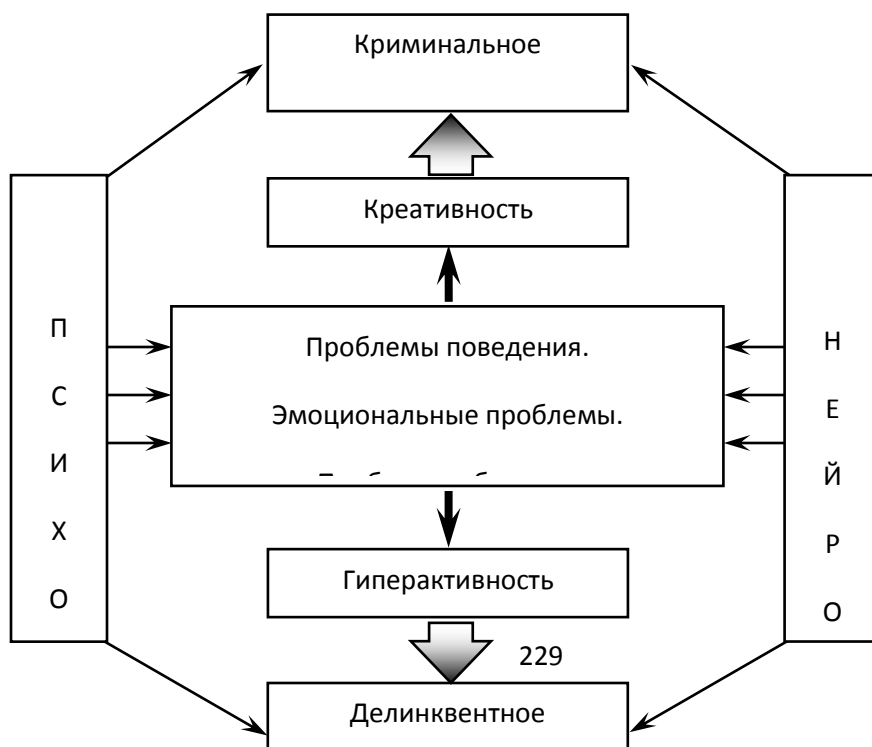 Криминальное
Креативность
П
С
И
Х
О
Проблемы поведения.
Эмоциональные проблемы.
Н
Е
Й
Р
О
Гиперактивность
229
Делинквентное